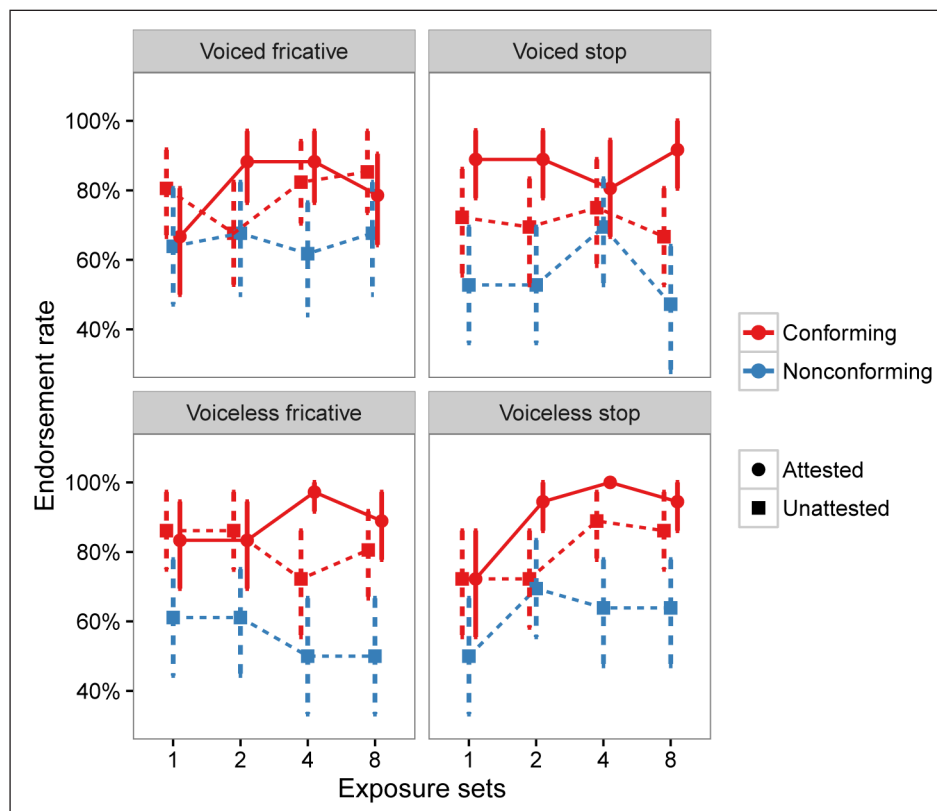 Voiced fricative
Voiced stop
100%
80%
60%
40%
Voiceless fricative
Voiceless stop
100%
80%
60%
40%
1 2 4 8
1 2 4 8
Exposure sets
Endorsement rate
Conforming
Nonconforming
Attested
Unattested